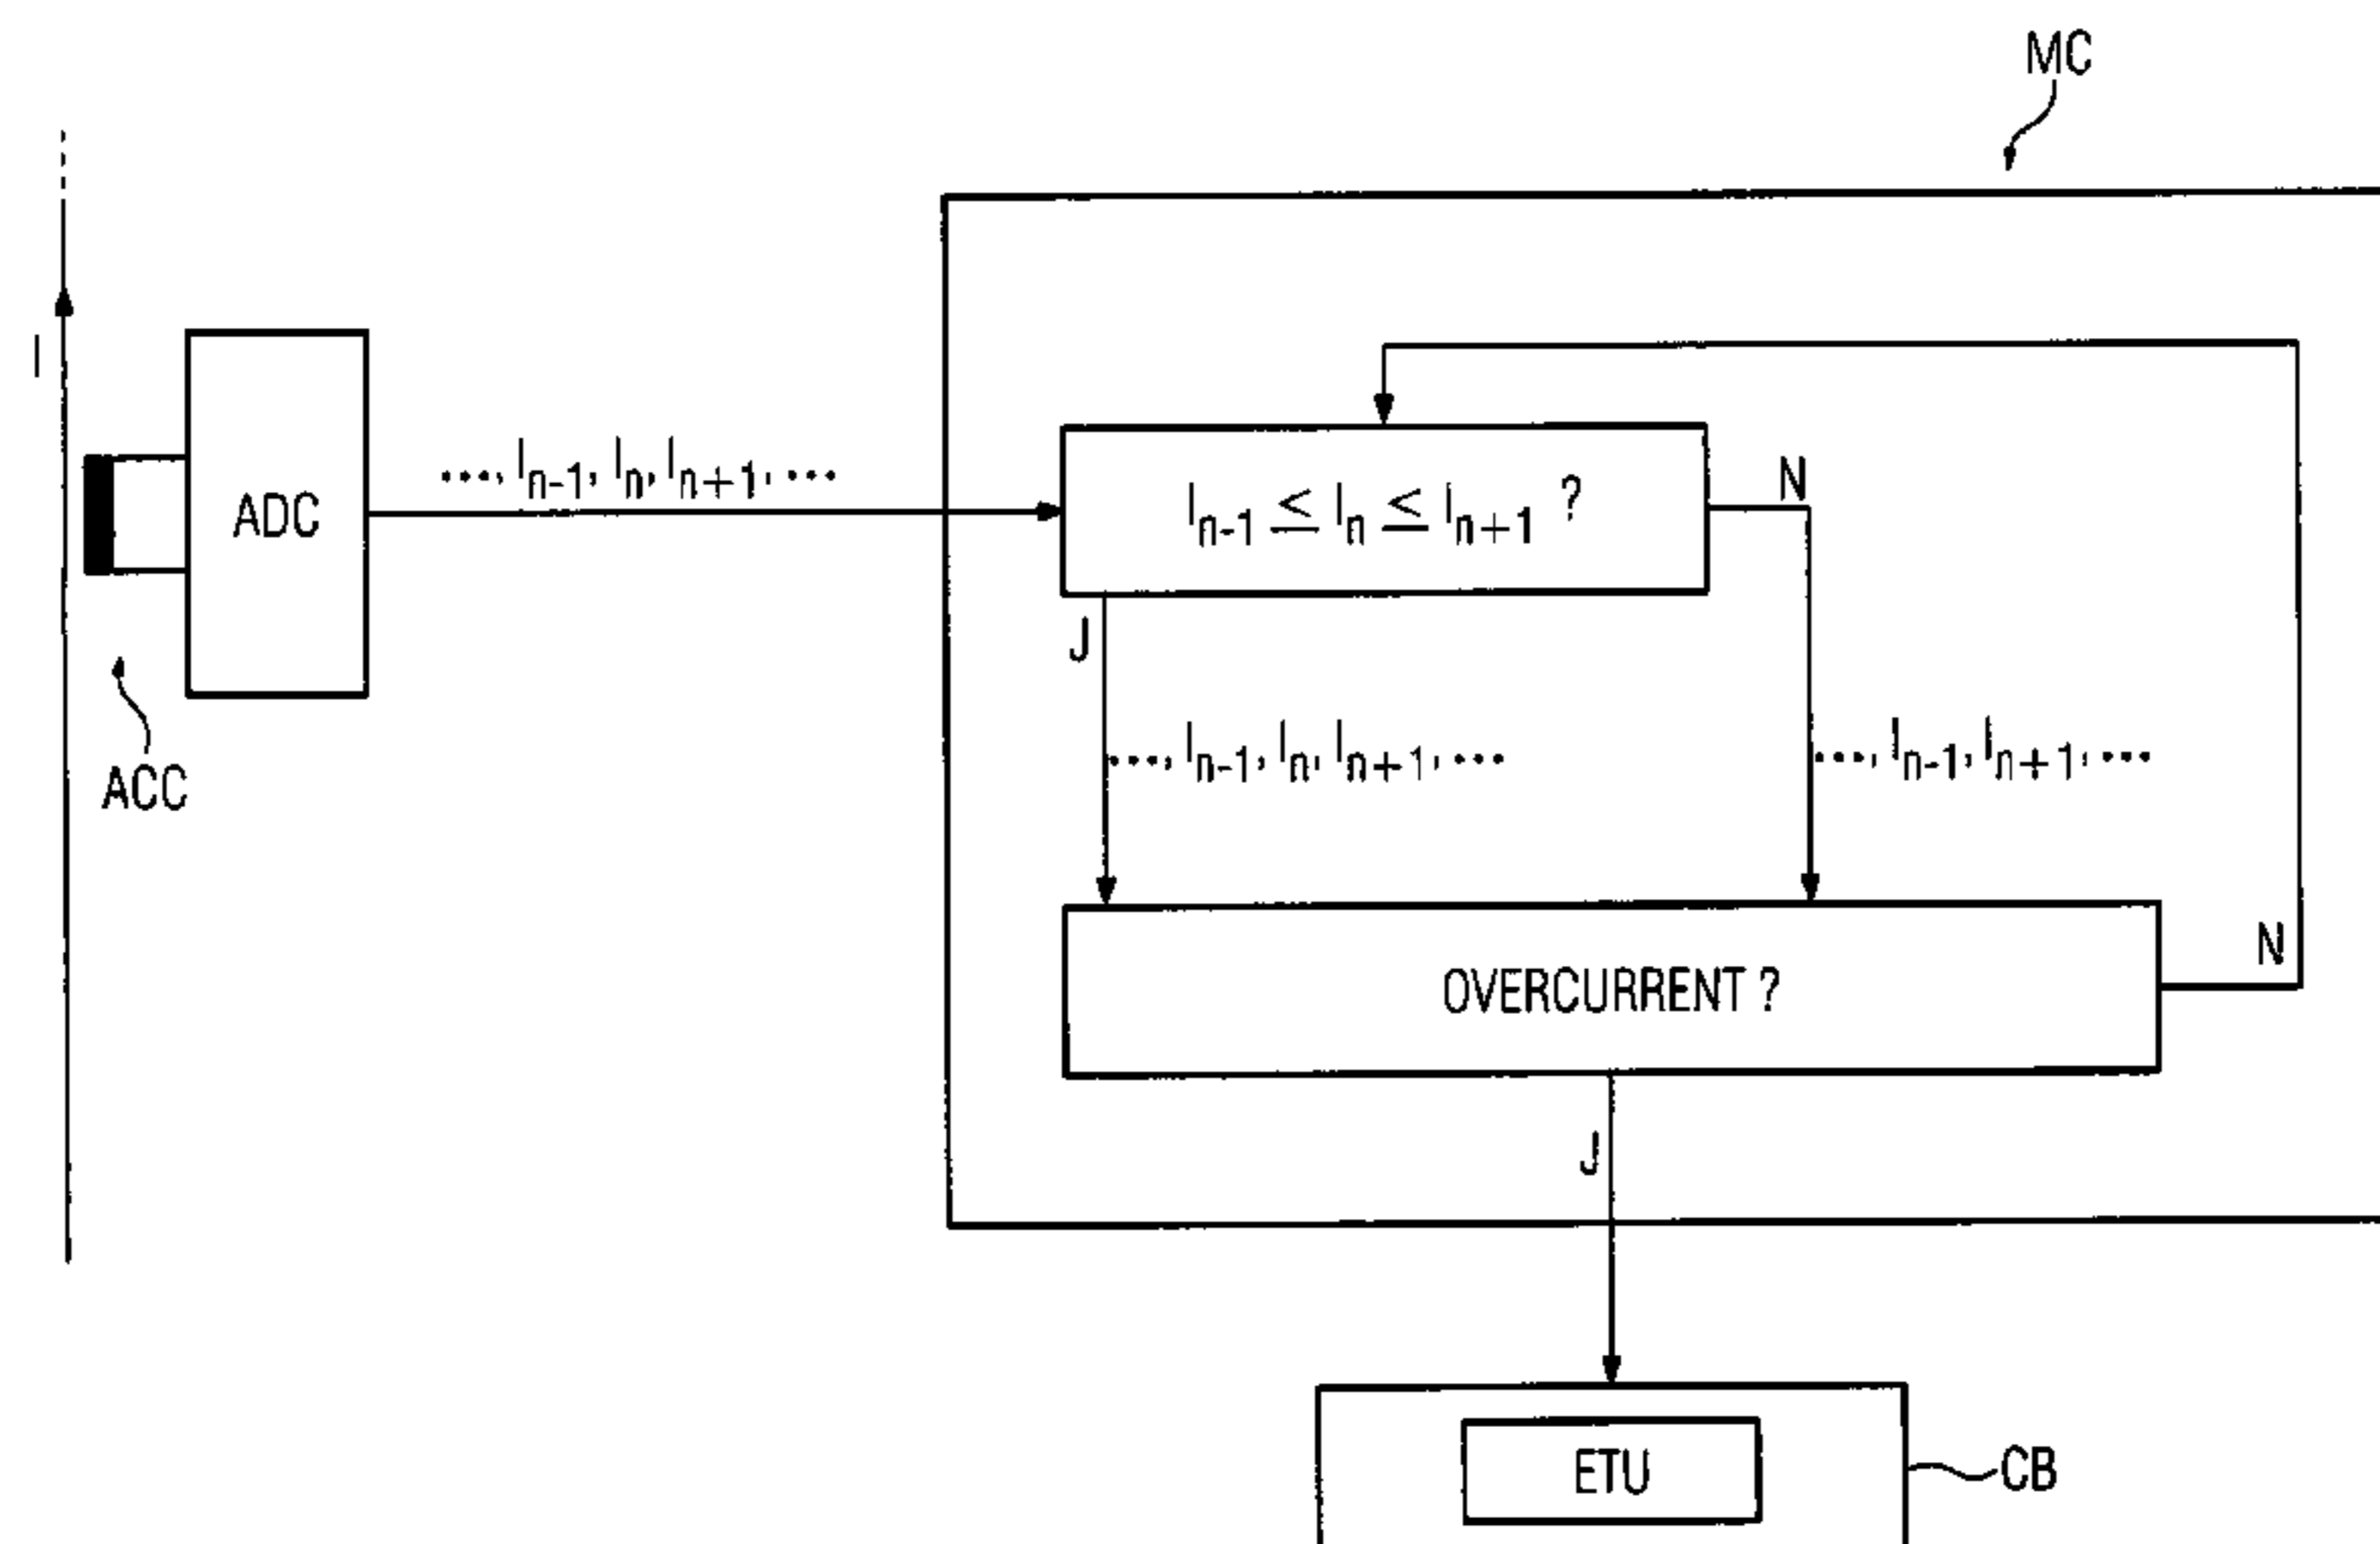 MC
I
ADC
..., I_{n-1}, I_n, I_{n+1}, ...
I_{n-1} ≤ I_n ≤ I_{n+1} ?
N
J
ACC
..., I_{n-1}, I_n, I_{n+1}, ...
..., I_{n-1}, I_{n+1}, ...
OVERCURRENT ?
N
J
ETU
CB